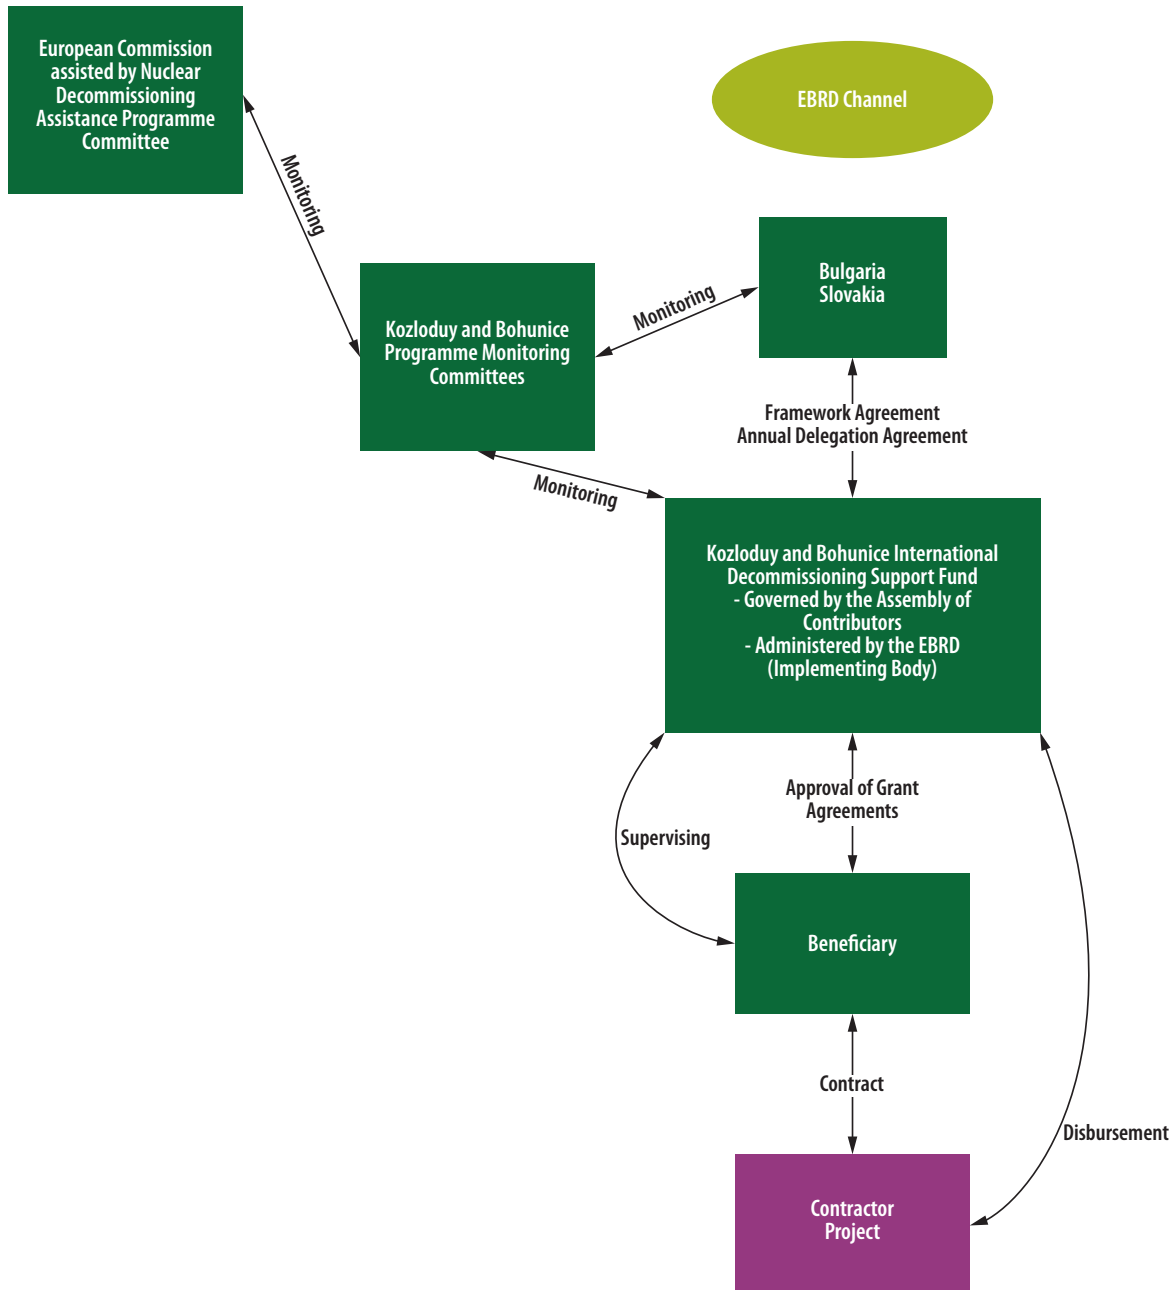 European Commission
assisted by Nuclear
Decommissioning
Assistance Programme
Committee
EBRD Channel
Monitoring
Bulgaria
Slovakia
Monitoring
Kozloduy and Bohunice
Programme Monitoring
Committees
Framework Agreement
Annual Delegation Agreement
Monitoring
Kozloduy and Bohunice International
Decommissioning Support Fund
- Governed by the Assembly of
Contributors
- Administered by the EBRD
(Implementing Body)
Approval of Grant
Agreements
Supervising
Beneficiary
Contract
Disbursement
Contractor
Project